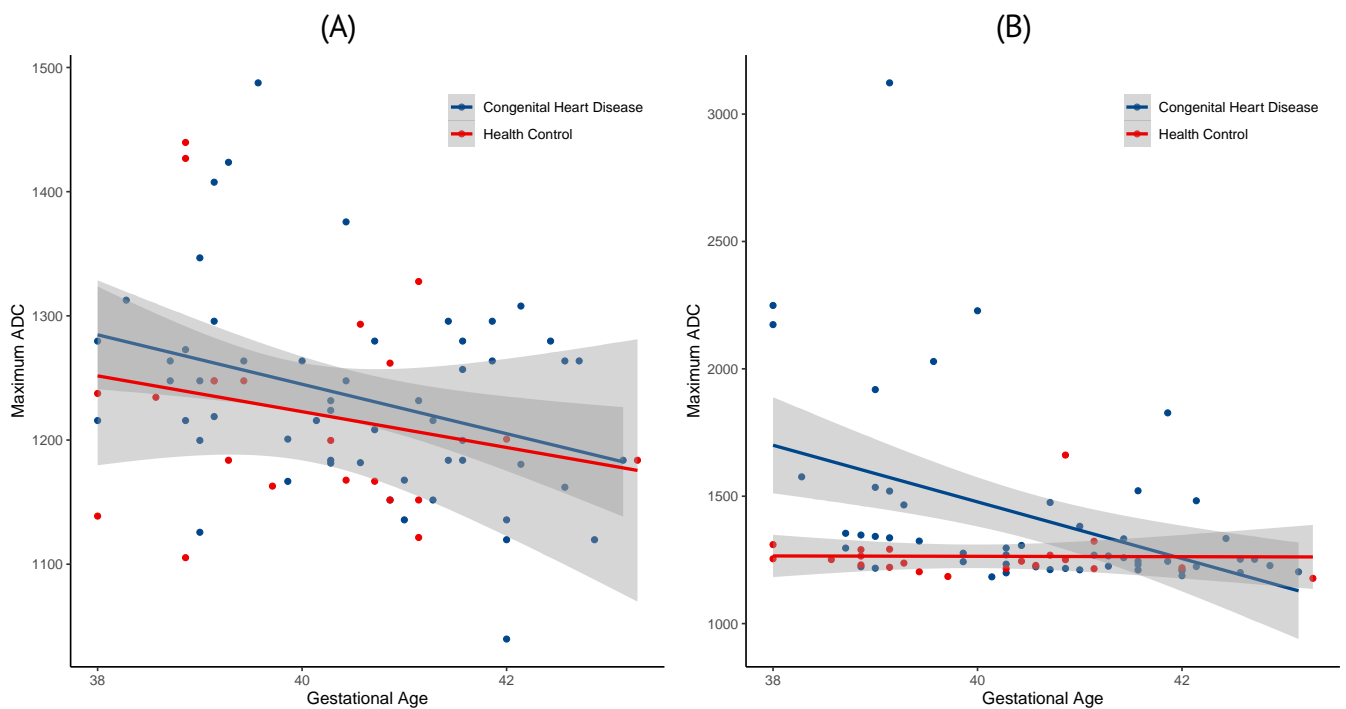 (A)
1500
1400
1300
1200
1100
Maximum ADC
38
40
42
Gestational Age
Congenital Heart Disease
Health Control
(B)
3000
2500
2000
1500
1000
Maximum ADC
38
40
42
Gestational Age
Congenital Heart Disease
Health Control